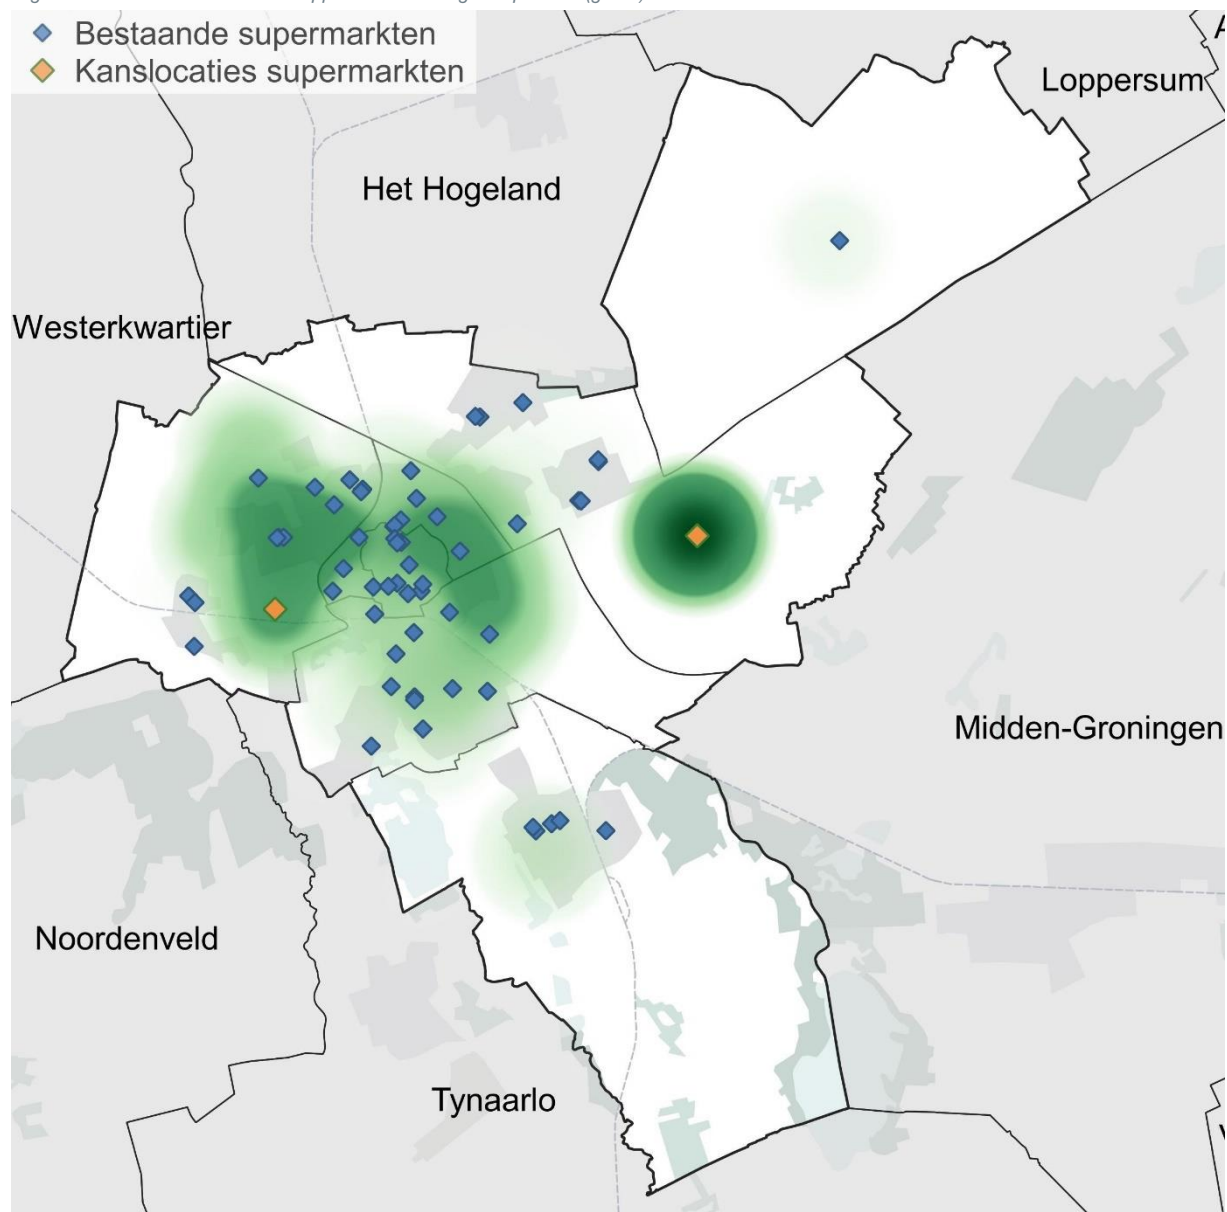 Bestaande supermarkten
Kanslocaties supermarkten
Loppersum
Het Hogeland
Westerkwartier
Midden-Groningen
Noordenveld
Tynaarlo